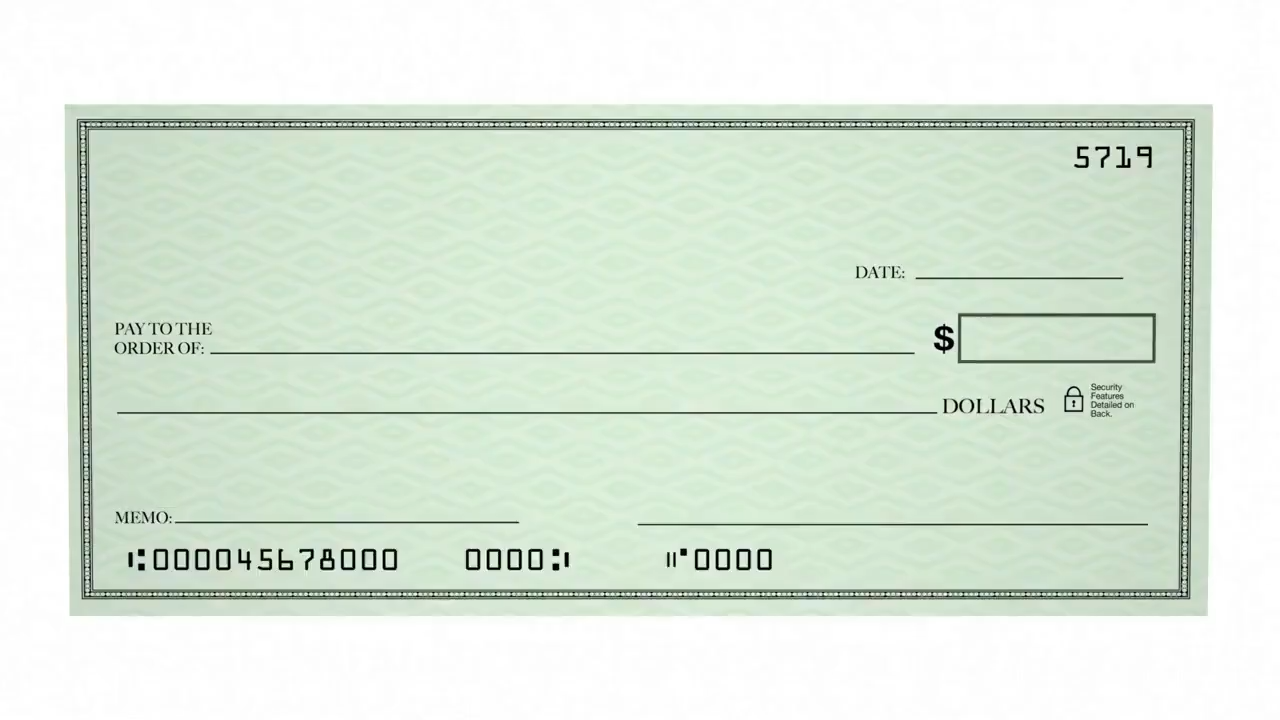 5719
DATE:
PAY TO THE
ORDER OF:
$
DOLLARS
Security
Features
Detailed on
Back.
MEMO:
⑆000045678000 0000⑆ ⑈0000